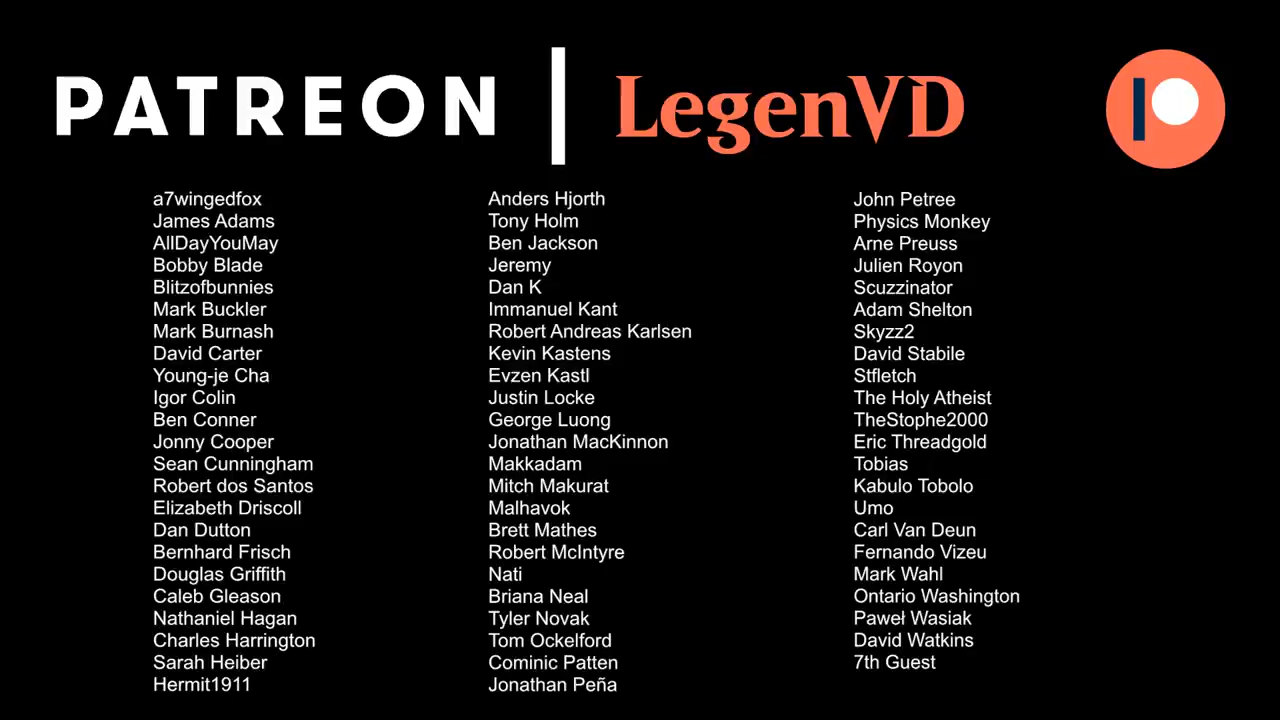 PATREON | LegenVD
a7wingedfox
James Adams
AllDayYouMay
Bobby Blade
Blitzofbunnies
Mark Buckler
Mark Burnash
David Carter
Young-je Cha
Igor Colin
Ben Conner
Jonny Cooper
Sean Cunningham
Robert dos Santos
Elizabeth Driscoll
Dan Dutton
Bernhard Frisch
Douglas Griffith
Caleb Gleason
Nathaniel Hagan
Charles Harrington
Sarah Heiber
Hermit1911
Anders Hjorth
Tony Holm
Ben Jackson
Jeremy
Dan K
Immanuel Kant
Robert Andreas Karlsen
Kevin Kastens
Evzen Kastl
Justin Locke
George Luong
Jonathan MacKinnon
Makkadam
Mitch Makurat
Malhavok
Brett Mathes
Robert McIntyre
Nati
Briana Neal
Tyler Novak
Tom Ockelford
Cominic Patten
Jonathan Peña
John Petree
Physics Monkey
Arne Preuss
Julien Royon
Scuzzinator
Adam Shelton
Skyzz2
David Stabile
Stfletch
The Holy Atheist
TheStophe2000
Eric Threadgold
Tobias
Kabulo Tobolo
Umo
Carl Van Deun
Fernando Vizeu
Mark Wahl
Ontario Washington
Paweł Wasiak
David Watkins
7th Guest